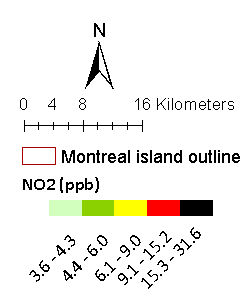 N
0 4 8 16 Kilometers
Montreal island outline
NO2 (ppb)
3.6 - 4.3
4.4 - 6.0
6.1 - 9.0
9.1 - 15.2
15.3 - 31.6